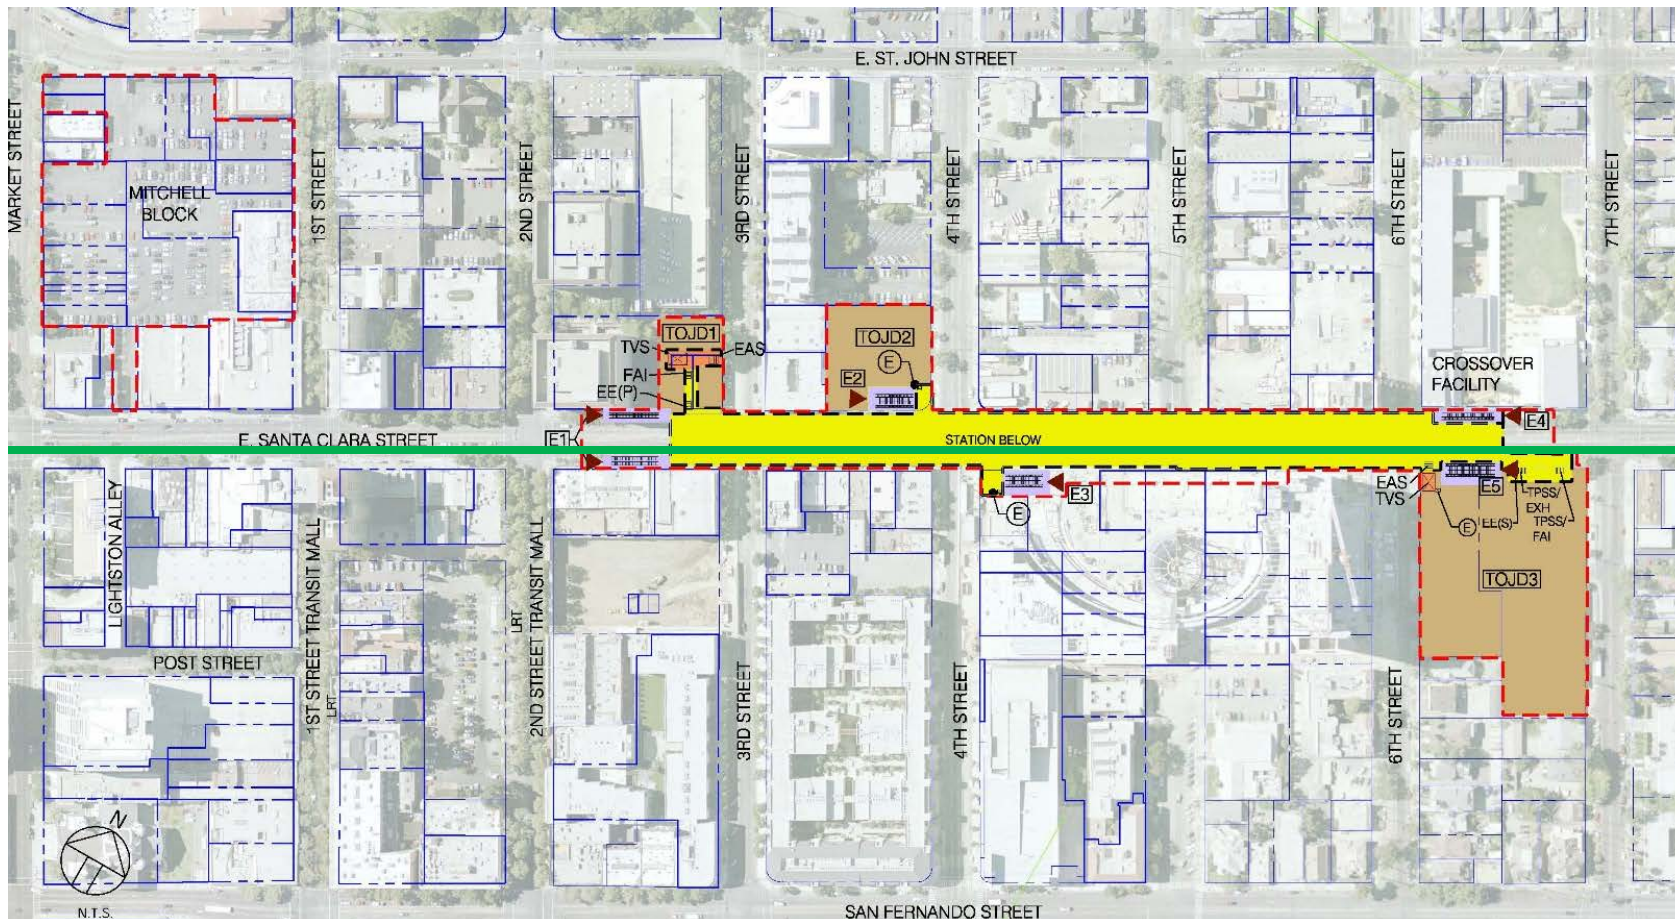 E. ST. JOHN STREET
MARKET STREET
MITCHELL
BLOCK
1ST STREET
2ND STREET
3RD STREET
4TH STREET
5TH STREET
6TH STREET
7TH STREET
TOJD1
TVS
EAS
FAI
EE(P)
TOJD2
E
E2
CROSSOVER
FACILITY
E1
E4
E. SANTA CLARA STREET
STATION BELOW
E3
E
EAS
TVS
E5
E
EE(S)
TPSS/
EXH
TPSS/
FAI
TOJD3
LIGHTSTON ALLEY
POST STREET
1ST STREET TRANSIT MALL
LRT
2ND STREET TRANSIT MALL
LRT
3RD STREET
4TH STREET
6TH STREET
N
N.T.S.
SAN FERNANDO STREET